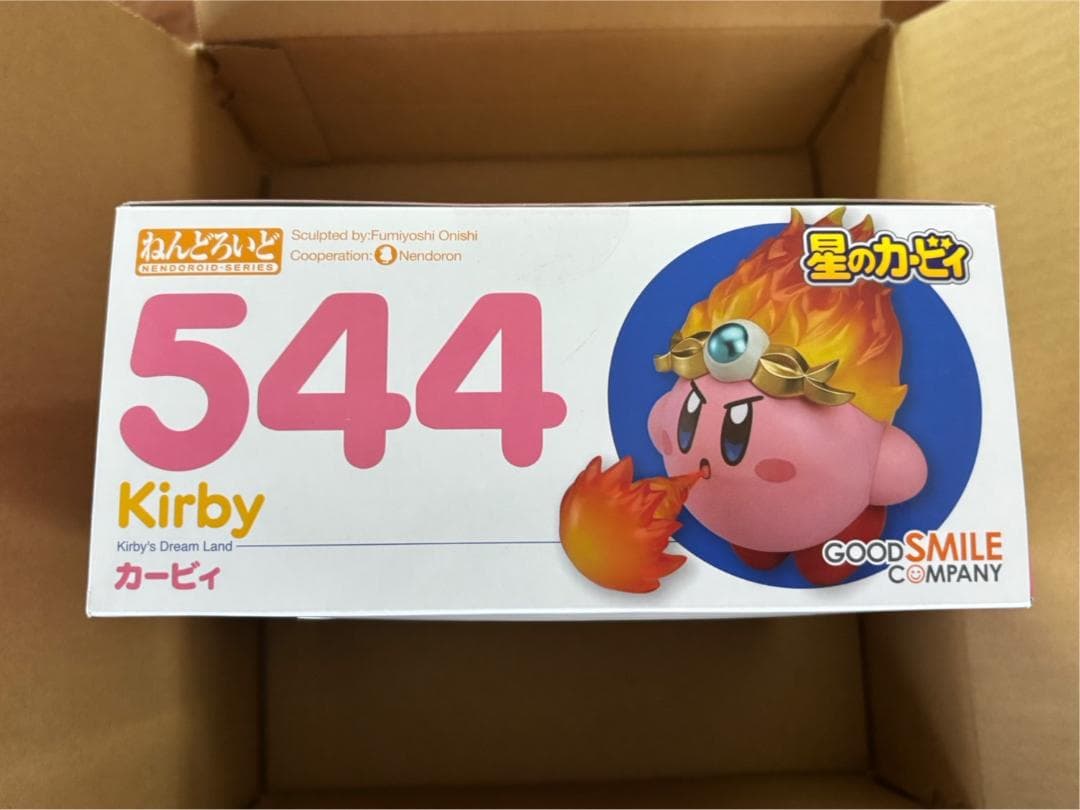 ねんどろいど
NENDOROID·SERIES
Sculpted by:Fumiyoshi Onishi
Cooperation: Nendoron
544
Kirby
Kirby's Dream Land
カービィ
星のカービィ
GOOD SMILE
COMPANY